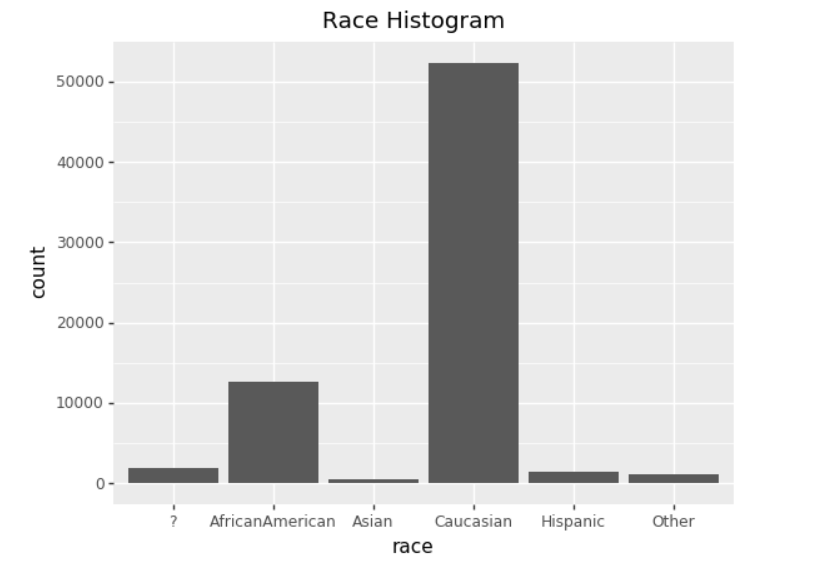 Race Histogram
50000
40000
30000
20000
10000
0
count
? AfricanAmerican Asian Caucasian Hispanic Other
race